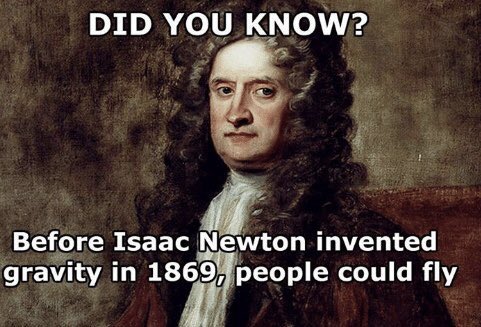 DID YOU KNOW?
Before Isaac Newton invented
gravity in 1869, people could fly